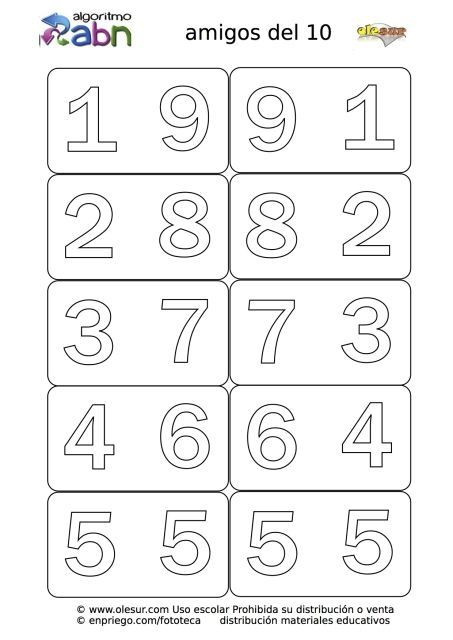 algoritmo
abn
amigos del 10
olesur
1 9 9 1
2 8 8 2
3 7 7 3
4 6 6 4
5 5 5 5
© www.olesur.com Uso escolar Prohibida su distribución o venta
© enpriego.com/fototeca distribución materiales educativos